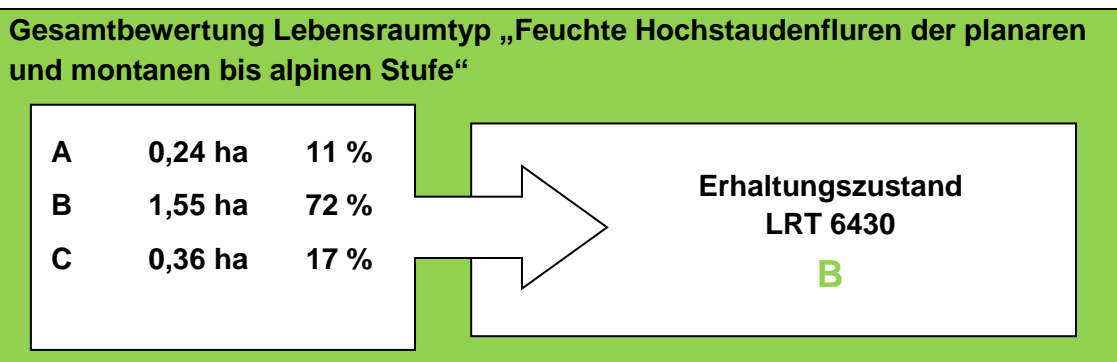 Gesamtbewertung Lebensraumtyp „Feuchte Hochstaudenfluren der planaren
und montanen bis alpinen Stufe“
A 0,24 ha 11 %
B 1,55 ha 72 %
C 0,36 ha 17 %
Erhaltungszustand
LRT 6430
B